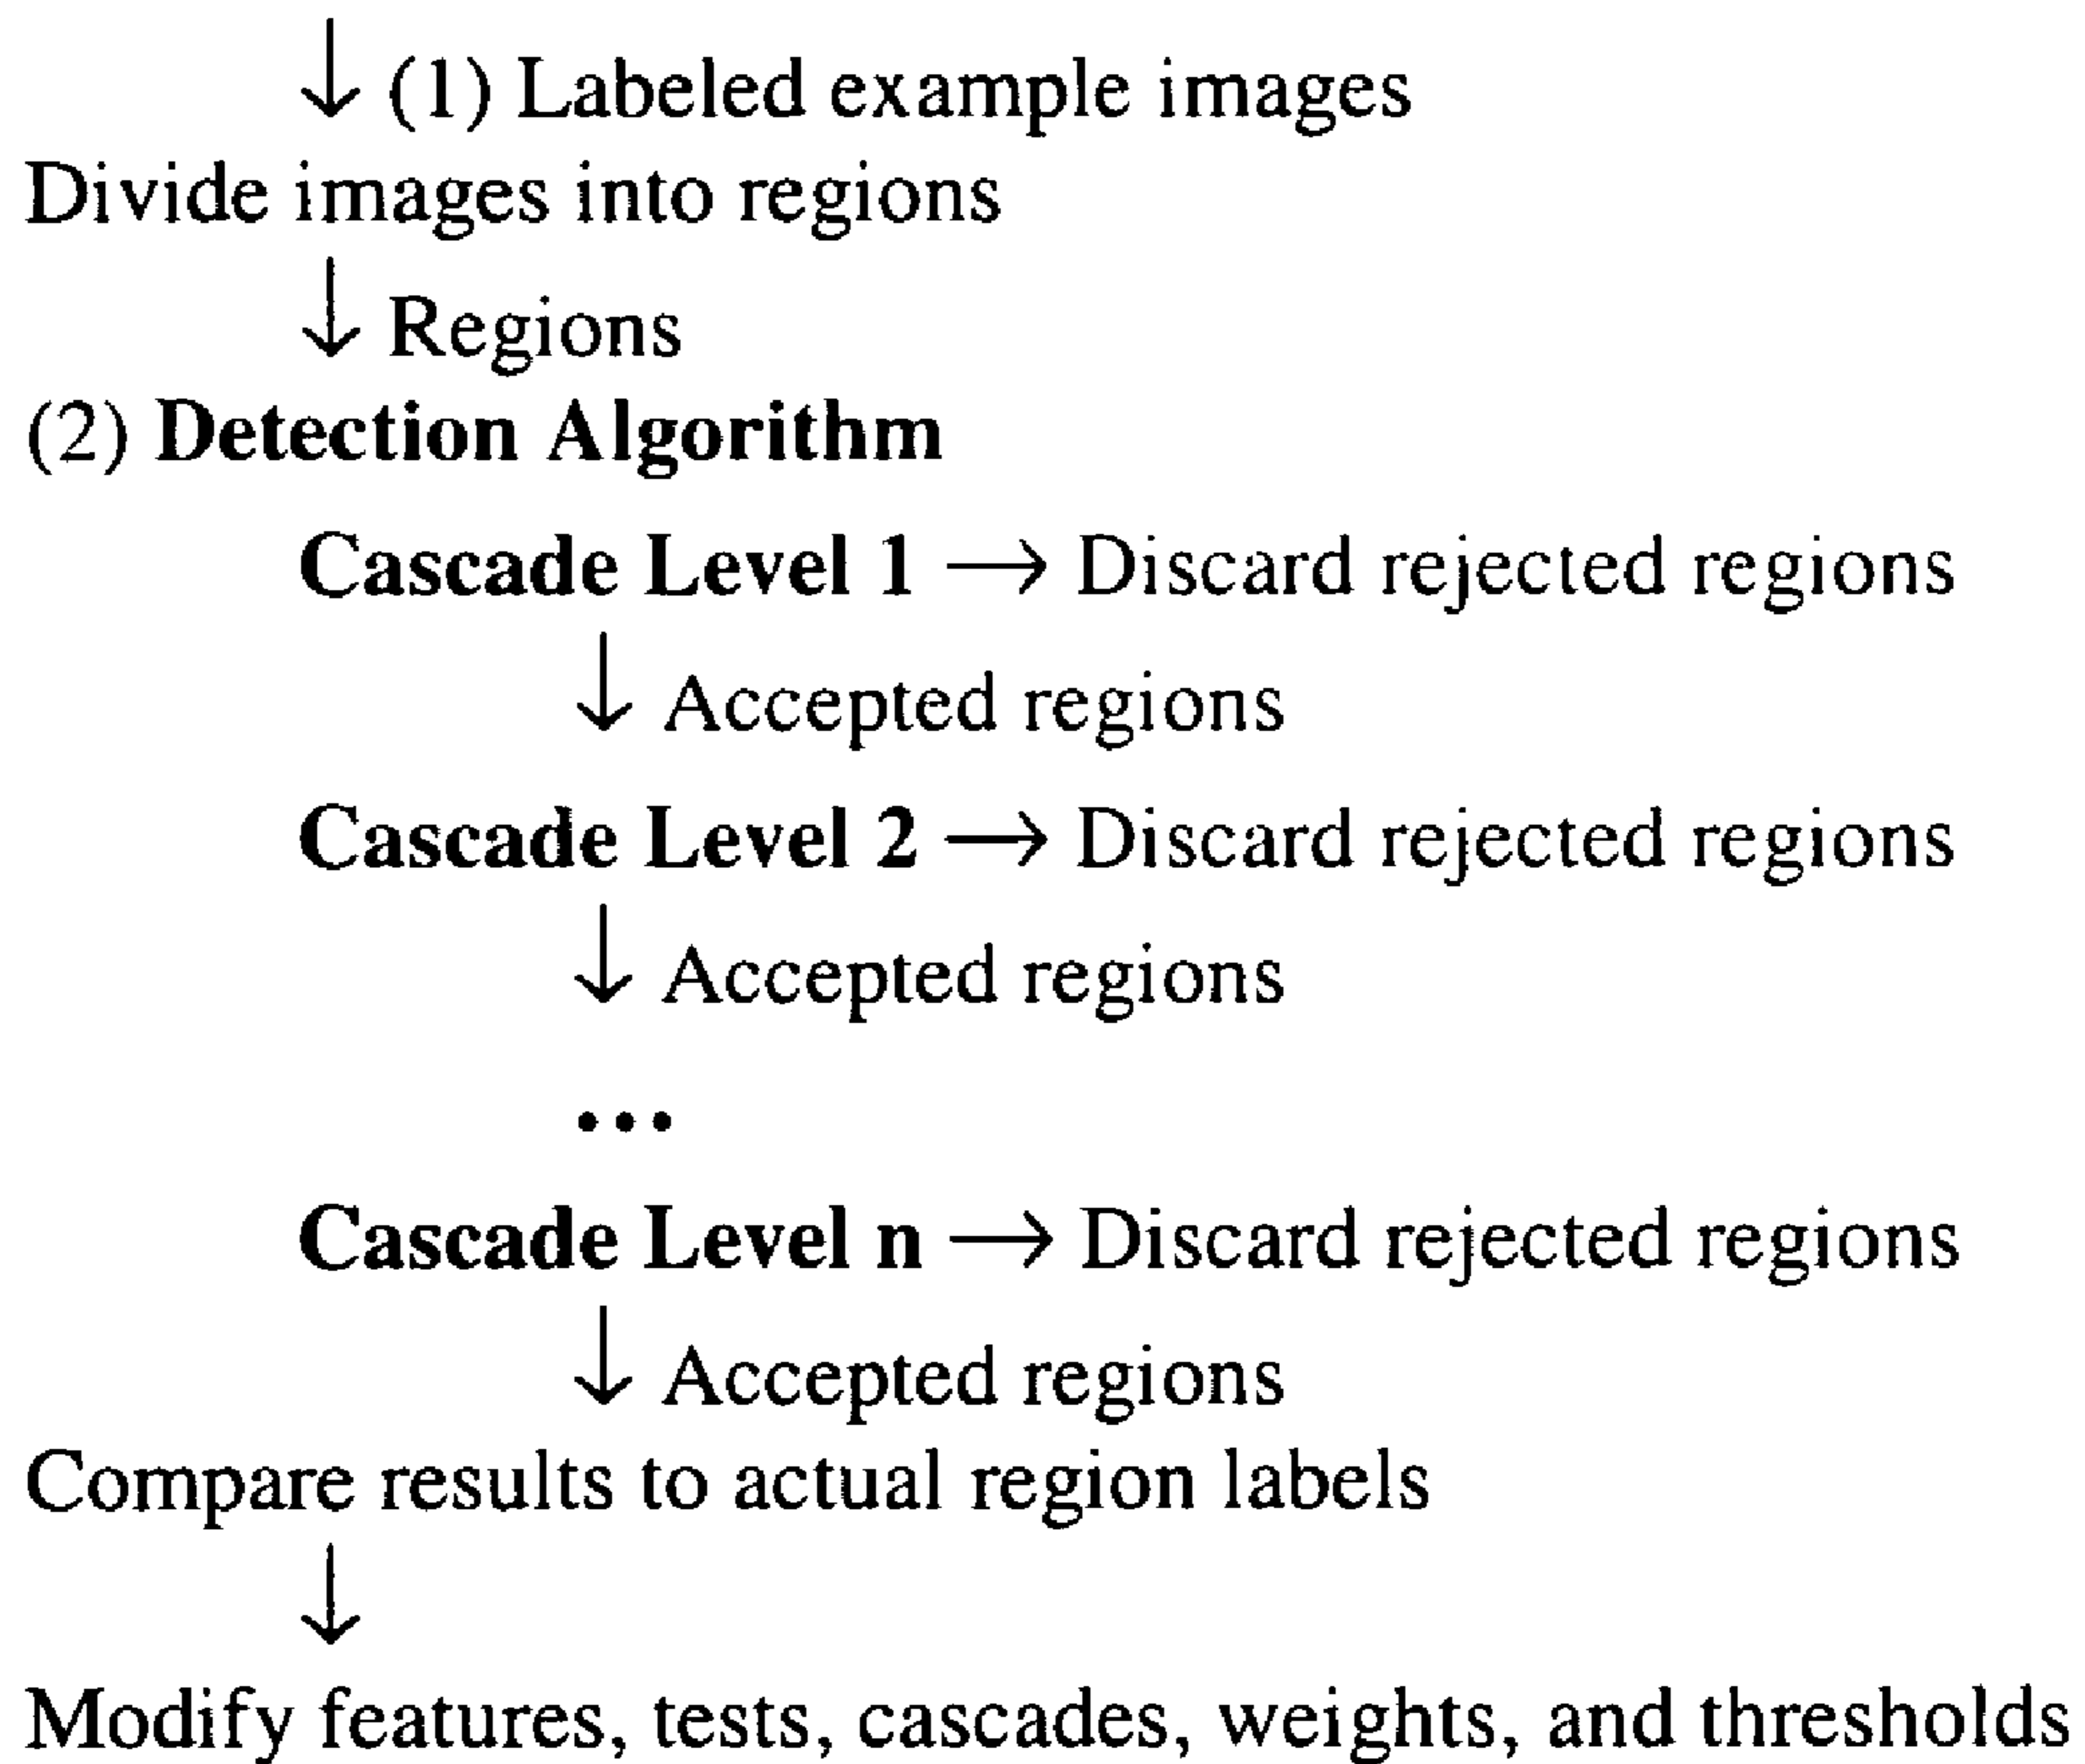 ↓ (1) Labeled example images
Divide images into regions
↓ Regions
(2) Detection Algorithm
Cascade Level 1 → Discard rejected regions
↓ Accepted regions
Cascade Level 2 → Discard rejected regions
↓ Accepted regions
•••
Cascade Level n → Discard rejected regions
↓ Accepted regions
Compare results to actual region labels
↓
Modify features, tests, cascades, weights, and thresholds